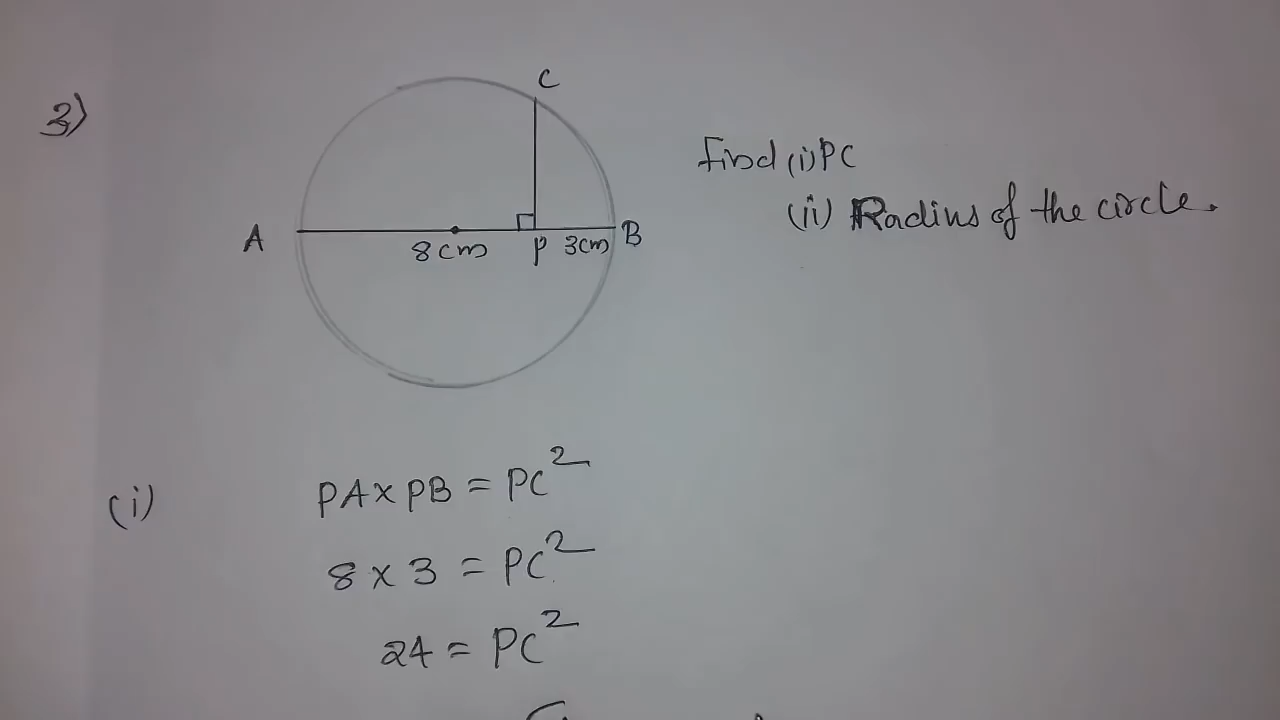 3)
C
Find (i) PC
(ii) Radius of the circle.
A
8cm
P
3cm
B
(i)
PA x PB = PC²
8 x 3 = PC²
24 = PC²